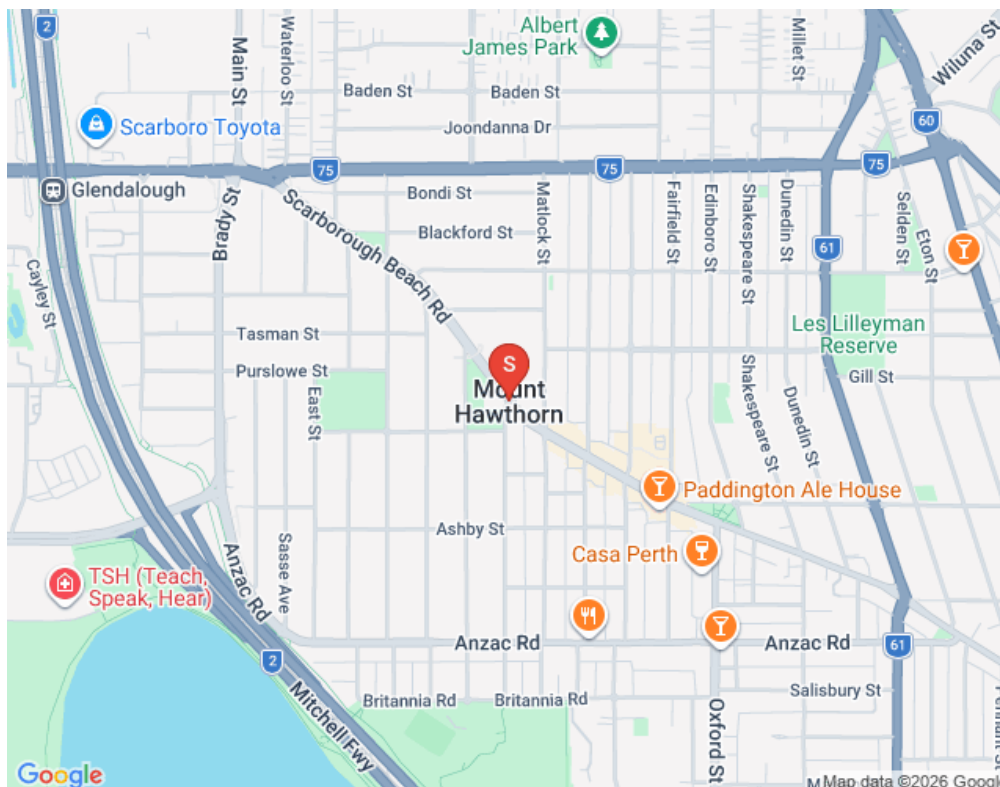 2
Main St
Waterloo St
Albert
James Park
Millet St
Wiluna St
Baden St
Baden St
60
Scarboro Toyota
Joondanna Dr
75
75
75
Glendalough
Brady St
Scarborough Beach Rd
Bondi St
Matlock St
Fairfield St
Edinboro St
Shakespeare St
Dunedin St
Selden St
Eton St
Blackford St
61
Cayley St
Tasman St
Les Lilleyman
Reserve
Purslowe St
Gill St
S
Mount
Hawthorn
East St
Shakespeare St
Dunedin St
Paddington Ale House
Ashby St
Casa Perth
TSH (Teach,
Speak, Hear)
Anzac Rd
Sasse Ave
Anzac Rd
Anzac Rd
61
2
Mitchell Fwy
Britannia Rd
Britannia Rd
Salisbury St
Oxford St
Google
Map data ©2026 Google